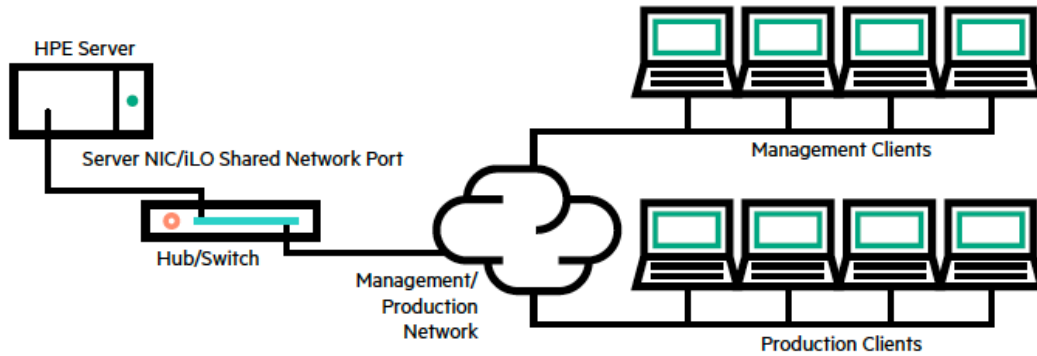 HPE Server
Server NIC/iLO Shared Network Port
Hub/Switch
Management/
Production
Network
Management Clients
Production Clients